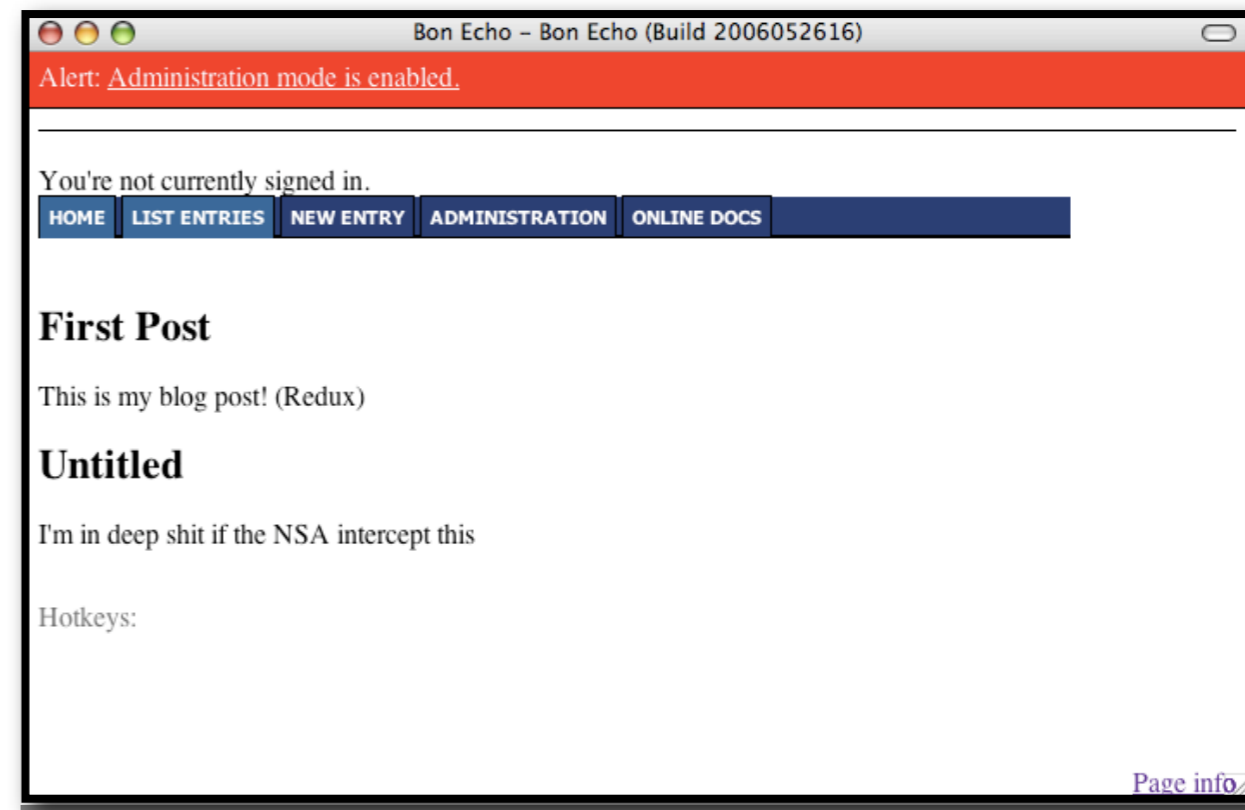 Bon Echo – Bon Echo (Build 2006052616)
Alert: Administration mode is enabled.
You're not currently signed in.
HOME LIST ENTRIES NEW ENTRY ADMINISTRATION ONLINE DOCS
First Post
This is my blog post! (Redux)
Untitled
I'm in deep shit if the NSA intercept this
Hotkeys:
Page info